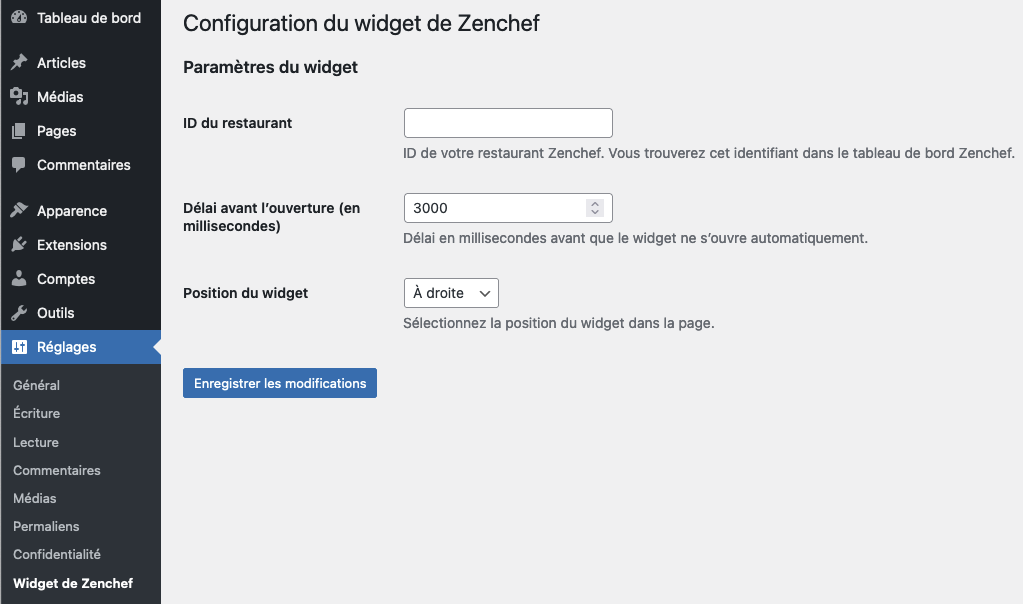 Tableau de bord
Articles
Médias
Pages
Commentaires
Apparence
Extensions
Comptes
Outils
Réglages
Général
Écriture
Lecture
Commentaires
Médias
Permaliens
Confidentialité
Widget de Zenchef
Configuration du widget de Zenchef
Paramètres du widget
ID du restaurant
ID de votre restaurant Zenchef. Vous trouverez cet identifiant dans le tableau de bord Zenchef.
Délai avant l’ouverture (en
millisecondes)
3000
Délai en millisecondes avant que le widget ne s’ouvre automatiquement.
Position du widget
À droite
Sélectionnez la position du widget dans la page.
Enregistrer les modifications